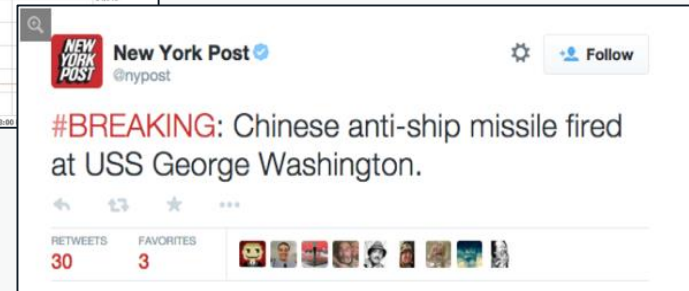 NEW
YORK
POST
New York Post
@nypost
Follow
#BREAKING: Chinese anti-ship missile fired
at USS George Washington.
RETWEETS
FAVORITES
30
3